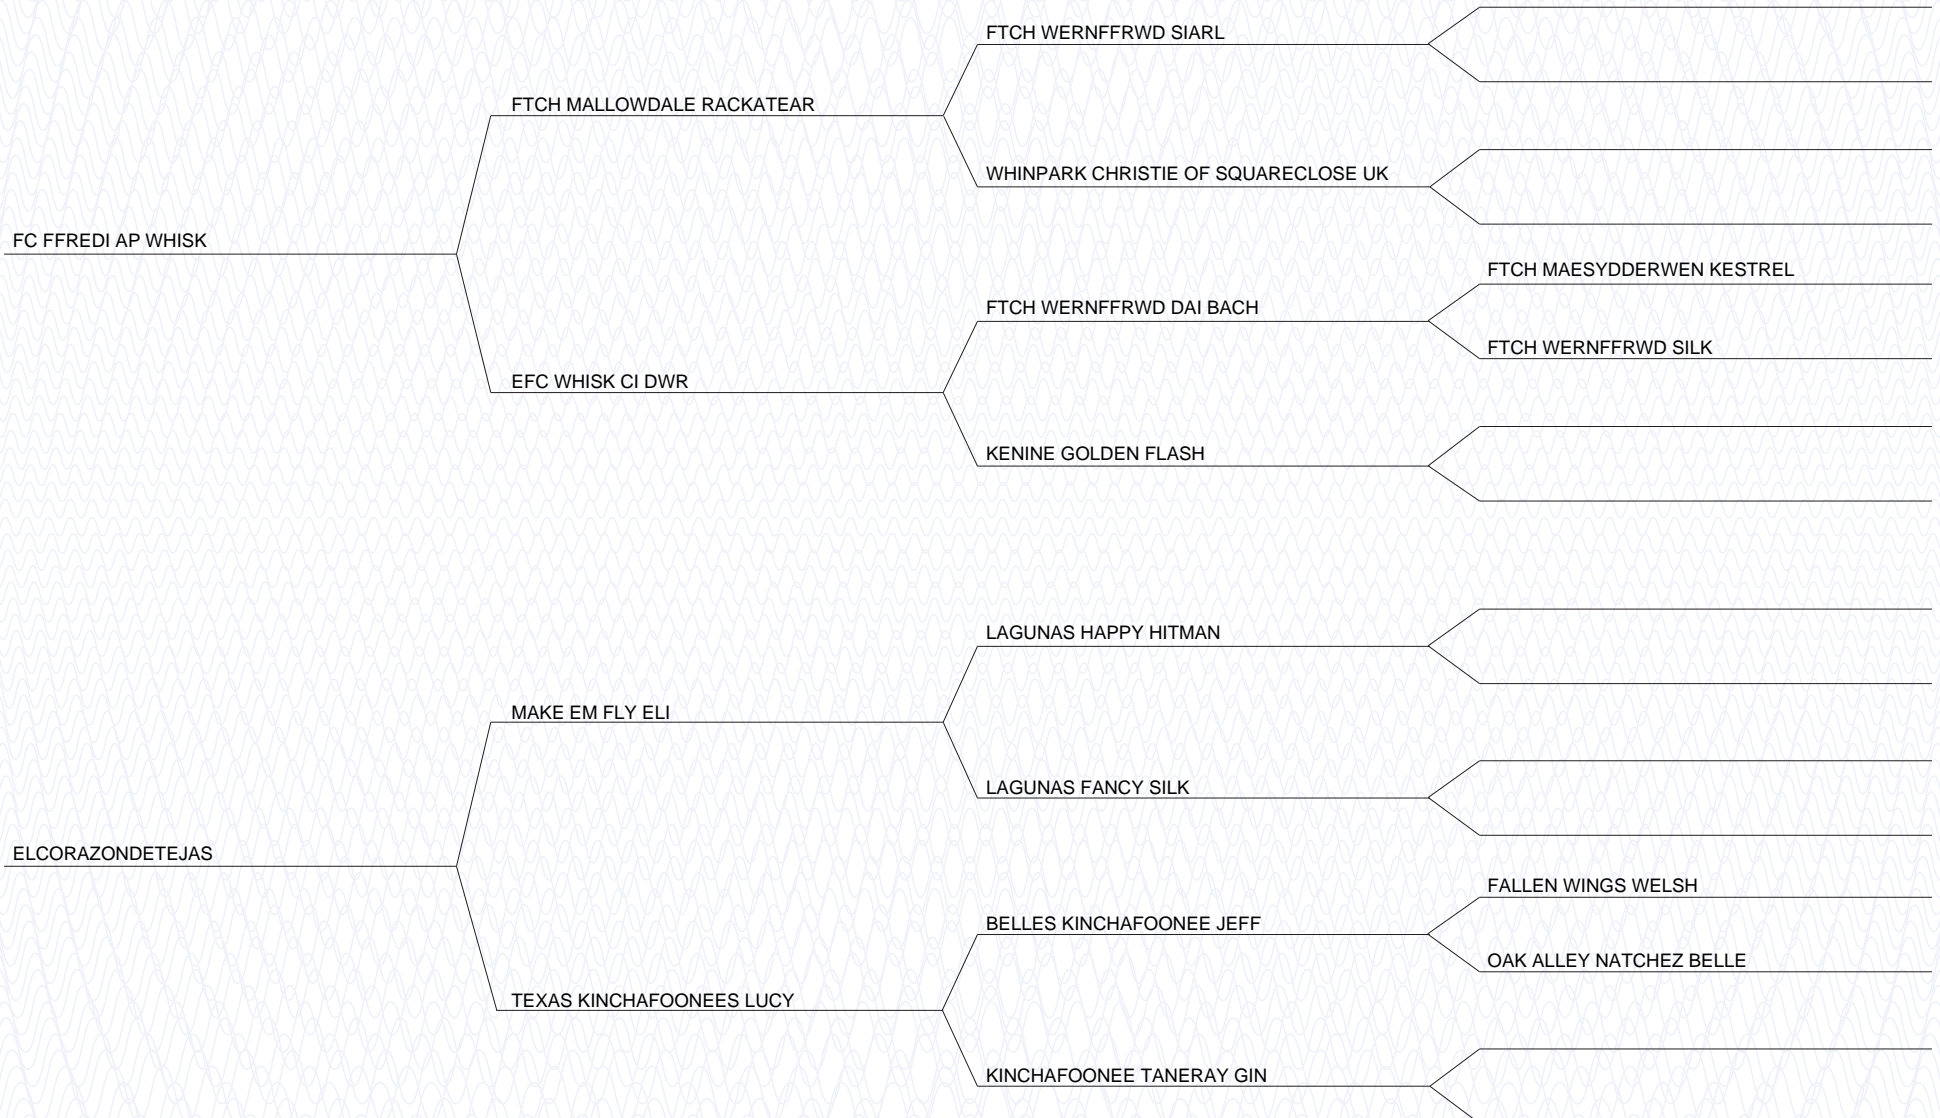 FTCH WERNFFRWD SIARL
FTCH MALLOWDALE RACKATEAR
WHINPARK CHRISTIE OF SQUARECLOSE UK
FC FFREDI AP WHISK
FTCH MAESYDDERWEN KESTREL
FTCH WERNFFRWD DAI BACH
FTCH WERNFFRWD SILK
EFC WHISK CI DWR
KENINE GOLDEN FLASH
LAGUNAS HAPPY HITMAN
MAKE EM FLY ELI
LAGUNAS FANCY SILK
ELCORAZONDETEJAS
FALLEN WINGS WELSH
BELLES KINCHAFOONEE JEFF
OAK ALLEY NATCHEZ BELLE
TEXAS KINCHAFOONEES LUCY
KINCHAFOONEE TANERAY GIN